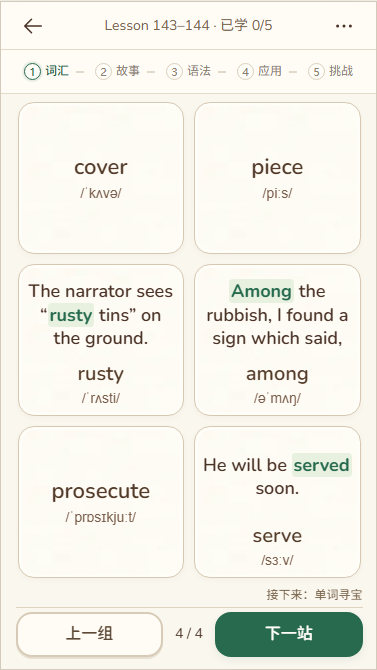 Lesson 143–144 · 已学 0/5
1 词汇 – 2 故事 – 3 语法 – 4 应用 – 5 挑战
cover
/ˈkʌvə/
piece
/piːs/
The narrator sees
“rusty tins” on
the ground.
rusty
/ˈrʌsti/
Among the
rubbish, I found a
sign which said,
among
/əˈmʌŋ/
prosecute
/ˈprɒsɪkjuːt/
He will be served
soon.
serve
/sɜːv/
接下来：单词寻宝
上一组
4 / 4
下一站